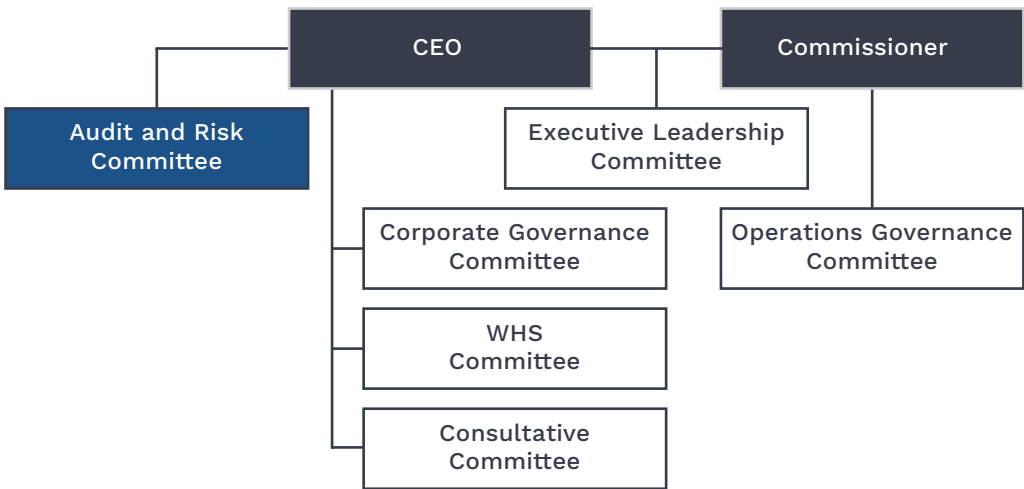 CEO
Commissioner
Audit and Risk
Committee
Executive Leadership
Committee
Corporate Governance
Committee
Operations Governance
Committee
WHS
Committee
Consultative
Committee